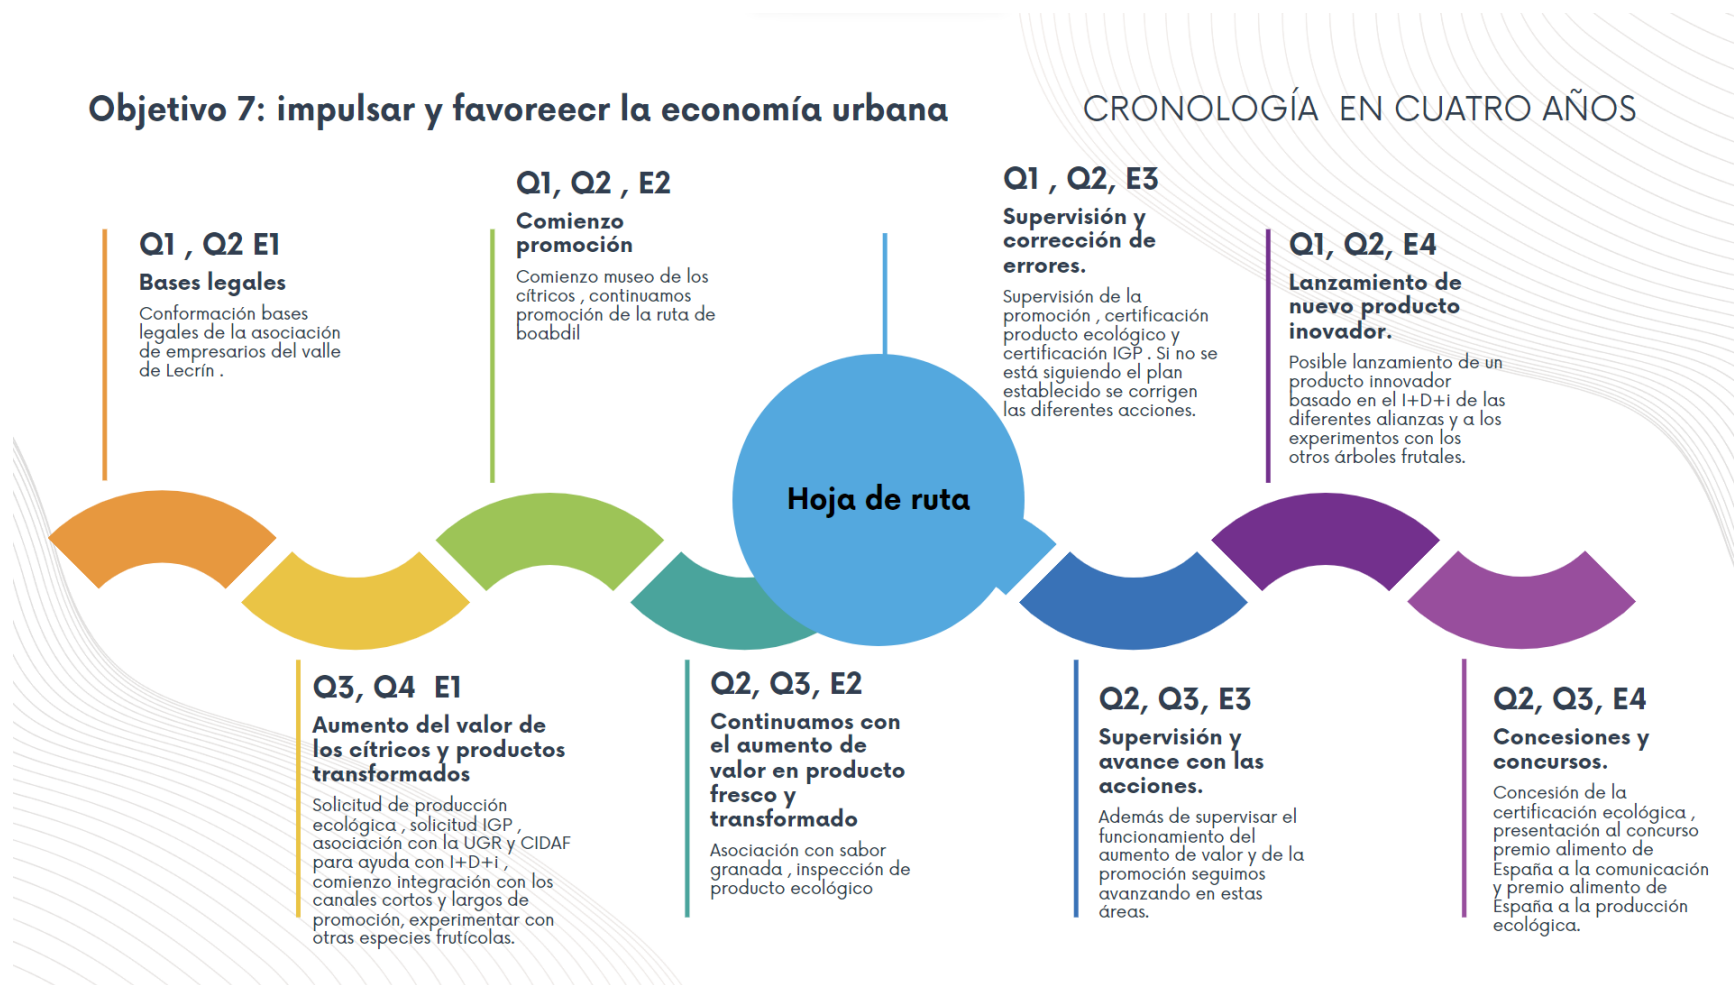 Objetivo 7: impulsar y favoreecr la economía urbana
CRONOLOGÍA  EN CUATRO AÑOS
Q1 , Q2 E1
Bases legales
Conformación bases
legales de la asociación
de empresarios del valle
de Lecrín .
Q1, Q2 , E2
Comienzo
promoción
Comienzo museo de los
cítricos , continuamos
promoción de la ruta de
boabdil
Q1 , Q2, E3
Supervisión y
corrección de
errores.
Supervisión de la
promoción , certificación
producto ecológico y
certificación IGP . Si no se
está siguiendo el plan
establecido se corrigen
las diferentes acciones.
Q1, Q2, E4
Lanzamiento de
nuevo producto
inovador.
Posible lanzamiento de un
producto innovador
basado en el I+D+i de las
diferentes alianzas y a los
experimentos con los
otros árboles frutales.
Hoja de ruta
Q3, Q4  E1
Aumento del valor de
los cítricos y productos
transformados
Solicitud de producción
ecológica , solicitud IGP ,
asociación con la UGR y CIDAF
para ayuda con I+D+i ,
comienzo integración con los
canales cortos y largos de
promoción, experimentar con
otras especies frutícolas.
Q2, Q3, E2
Continuamos con
el aumento de
valor en producto
fresco y
transformado
Asociación con sabor
granada , inspección de
producto ecológico
Q2, Q3, E3
Supervisión y
avance con las
acciones.
Además de supervisar el
funcionamiento del
aumento de valor y de la
promoción seguimos
avanzando en estas
áreas.
Q2, Q3, E4
Concesiones y
concursos.
Concesión de la
certificación ecológica ,
presentación al concurso
premio alimento de
España a la comunicación
y premio alimento de
España a la producción
ecológica.